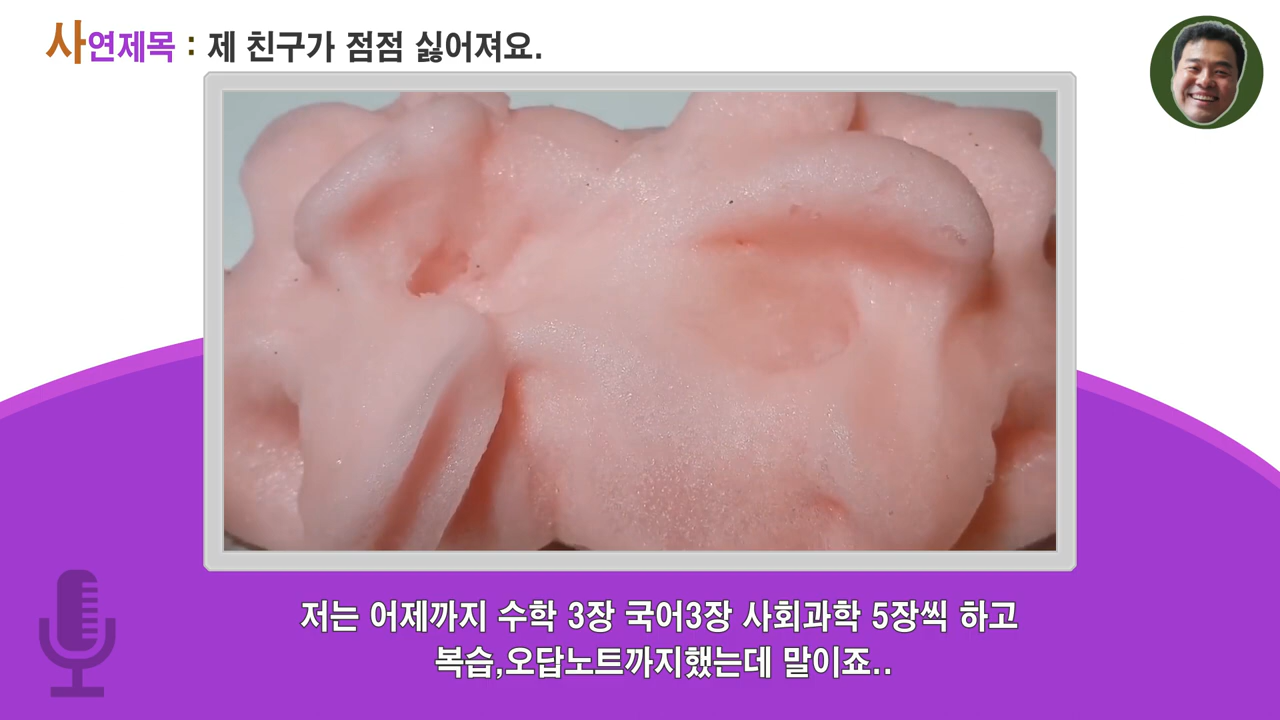 사연제목 : 제 친구가 점점 싫어져요.
저는 어제까지 수학 3장 국어3장 사회과학 5장씩 하고
복습,오답노트까지했는데 말이죠..